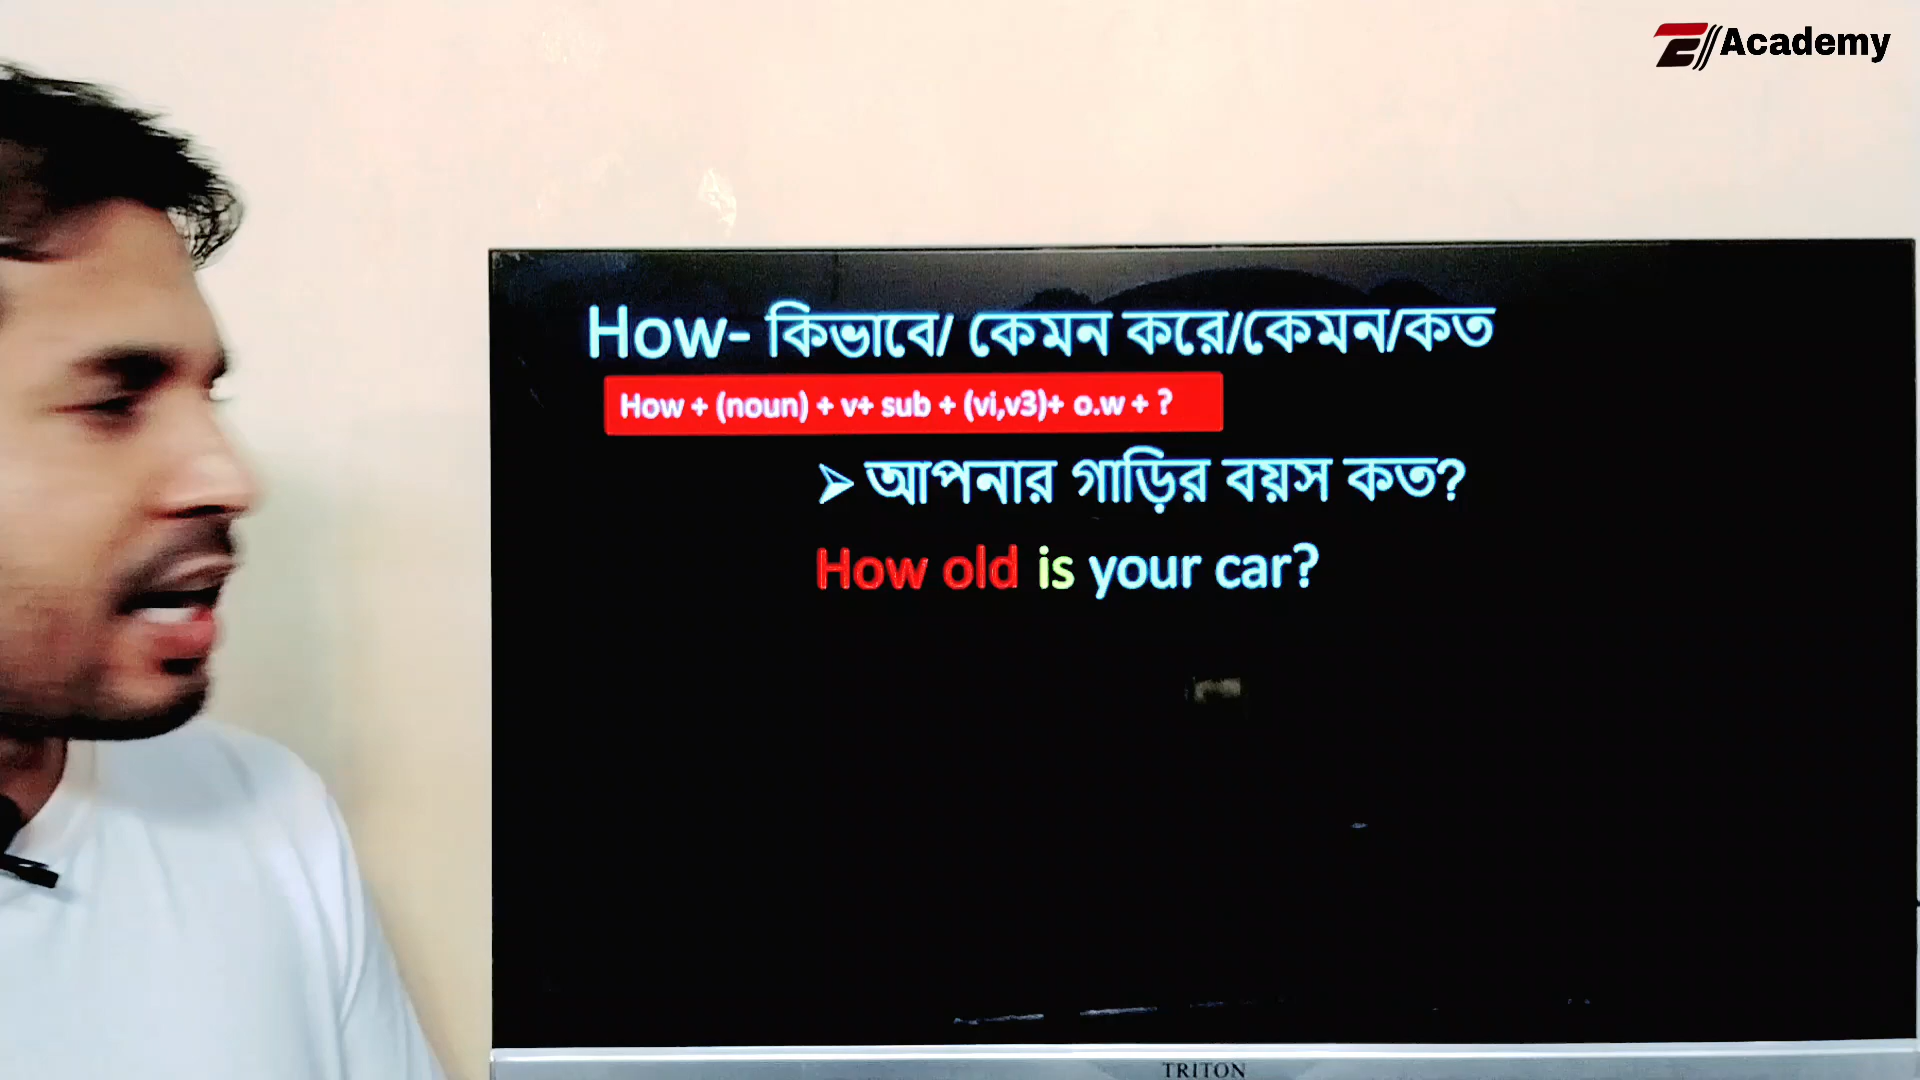 Academy
How- কিভাবে/ কেমন করে/কেমন/কত
How + (noun) + v+ sub + (vi,v3)+ o.w + ?
➢ আপনার গাড়ির বয়স কত?
How old is your car?
TRITON